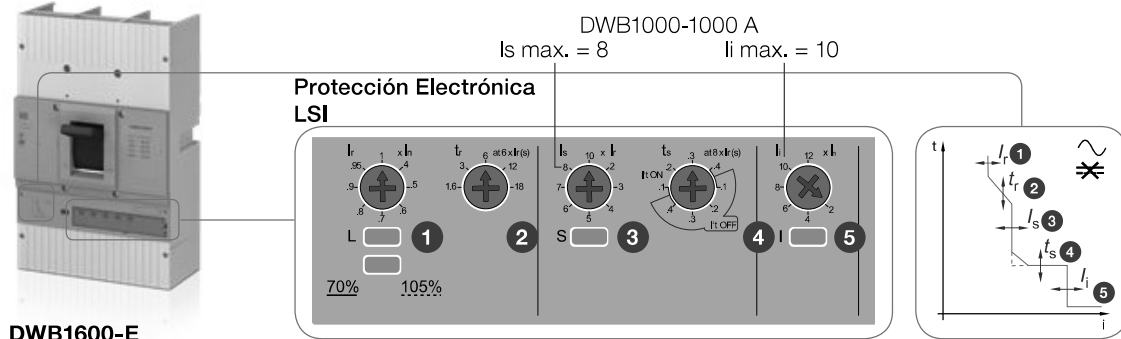 DWB1000-1000 A
Is max. = 8
Ii max. = 10
Protección Electrónica
LSI
Ir 1 x In
.95 .4
.9 .5
.8 .6
.7
L
1
70% 105%
tr 6 at 6 x Ir(s)
3 12
1.6 18
2
Is 10 x Ir
8 2
7 3
6 4
5
S
3
ts .3 at 8 x Ir(s)
.2 .4
I²t ON .1 .1
.4 .2
.3 I²t OFF
4
Ii 12 x In
10
8
6 2
4
I
5
t
Ir 1
tr 2
Is 3
ts 4
Ii 5
i
DWB1600-E